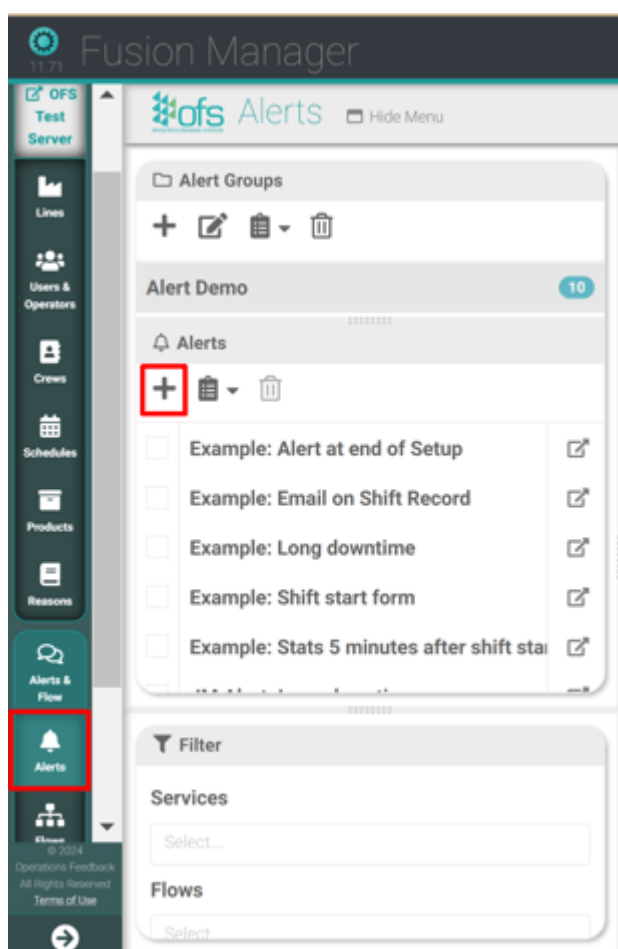 Fusion Manager
11.71
OFS
Test
Server
ofs Alerts Hide Menu
Lines
Users &
Operators
Crews
Schedules
Products
Reasons
Alerts &
Flow
Alerts
© 2024
Operations Feedback
All Rights Reserved
Terms of Use
Alert Groups
Alert Demo 10
Alerts
Example: Alert at end of Setup
Example: Email on Shift Record
Example: Long downtime
Example: Shift start form
Example: Stats 5 minutes after shift sta
Filter
Services
Select...
Flows
Select